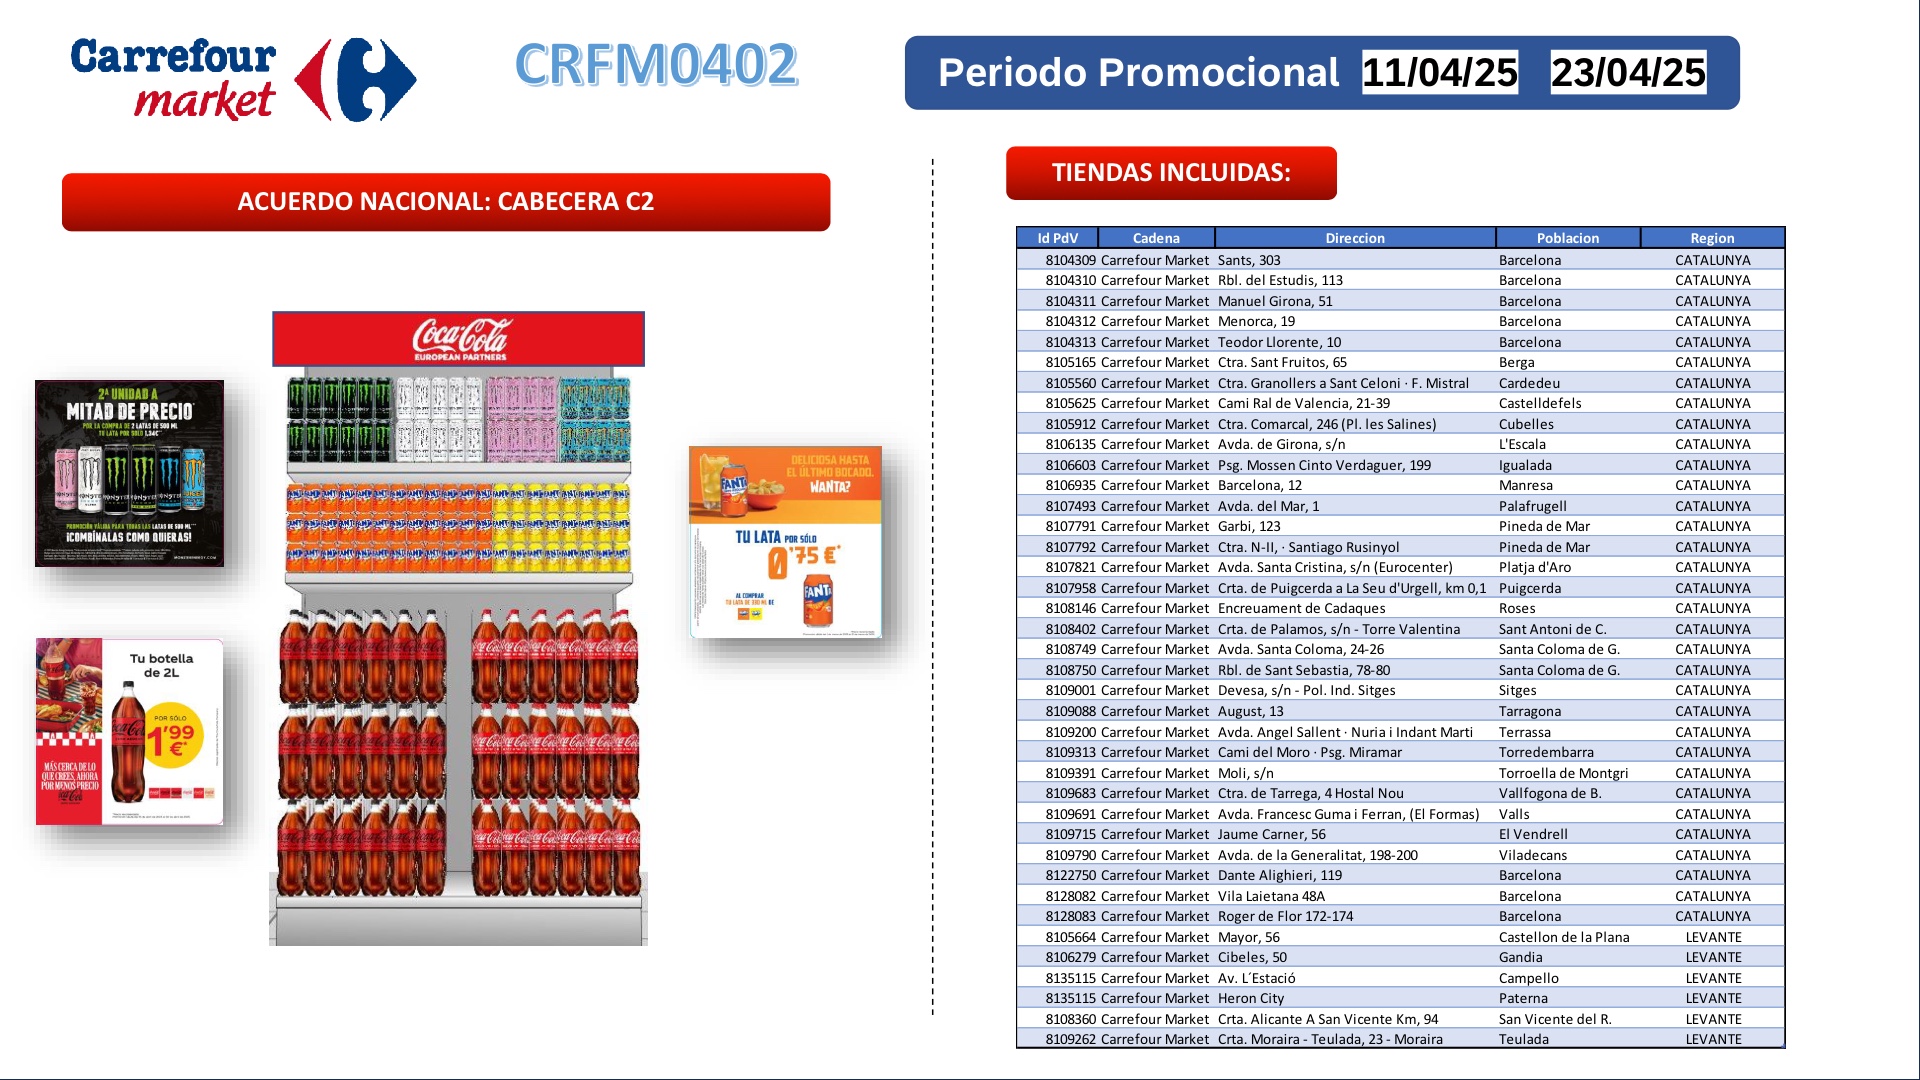 Carrefour
market
CRFM0402
Periodo Promocional 11/04/25 23/04/25
ACUERDO NACIONAL: CABECERA C2
TIENDAS INCLUIDAS:
Coca-Cola
EUROPEAN PARTNERS
2ª UNIDAD A
MITAD DE PRECIO
POR LA COMPRA DE 2 LATAS DE 500 ML
TU LATA POR SOLO 1,34€
PROMOCIÓN VÁLIDA PARA TODAS LAS LATAS DE 500 ML
¡COMBÍNALAS COMO QUIERAS!
Tu botella
de 2L
POR SÓLO
1'99
€*
MÁS CERCA DE LO
QUE CREES, AHORA
POR MENOS PRECIO
Coca-Cola
DELICIOSA HASTA
EL ÚLTIMO BOCADO.
WANTA?
FANTA
TU LATA POR SÓLO
0'75 €*
AL COMPRAR
TU LATA DE 330 ML DE
FANTA
Id PdV Cadena Direccion Poblacion Region
8104309 Carrefour Market Sants, 303 Barcelona CATALUNYA
8104310 Carrefour Market Rbl. del Estudis, 113 Barcelona CATALUNYA
8104311 Carrefour Market Manuel Girona, 51 Barcelona CATALUNYA
8104312 Carrefour Market Menorca, 19 Barcelona CATALUNYA
8104313 Carrefour Market Teodor Llorente, 10 Barcelona CATALUNYA
8105165 Carrefour Market Ctra. Sant Fruitos, 65 Berga CATALUNYA
8105560 Carrefour Market Ctra. Granollers a Sant Celoni · F. Mistral Cardedeu CATALUNYA
8105625 Carrefour Market Cami Ral de Valencia, 21-39 Castelldefels CATALUNYA
8105912 Carrefour Market Ctra. Comarcal, 246 (Pl. les Salines) Cubelles CATALUNYA
8106135 Carrefour Market Avda. de Girona, s/n L'Escala CATALUNYA
8106603 Carrefour Market Psg. Mossen Cinto Verdaguer, 199 Igualada CATALUNYA
8106935 Carrefour Market Barcelona, 12 Manresa CATALUNYA
8107493 Carrefour Market Avda. del Mar, 1 Palafrugell CATALUNYA
8107791 Carrefour Market Garbi, 123 Pineda de Mar CATALUNYA
8107792 Carrefour Market Ctra. N-II, · Santiago Rusinyol Pineda de Mar CATALUNYA
8107821 Carrefour Market Avda. Santa Cristina, s/n (Eurocenter) Platja d'Aro CATALUNYA
8107958 Carrefour Market Crta. de Puigcerda a La Seu d'Urgell, km 0,1 Puigcerda CATALUNYA
8108146 Carrefour Market Encreuament de Cadaques Roses CATALUNYA
8108402 Carrefour Market Crta. de Palamos, s/n - Torre Valentina Sant Antoni de C. CATALUNYA
8108749 Carrefour Market Avda. Santa Coloma, 24-26 Santa Coloma de G. CATALUNYA
8108750 Carrefour Market Rbl. de Sant Sebastia, 78-80 Santa Coloma de G. CATALUNYA
8109001 Carrefour Market Devesa, s/n - Pol. Ind. Sitges Sitges CATALUNYA
8109088 Carrefour Market August, 13 Tarragona CATALUNYA
8109200 Carrefour Market Avda. Angel Sallent · Nuria i Indant Marti Terrassa CATALUNYA
8109313 Carrefour Market Cami del Moro · Psg. Miramar Torredembarra CATALUNYA
8109391 Carrefour Market Moli, s/n Torroella de Montgri CATALUNYA
8109683 Carrefour Market Ctra. de Tarrega, 4 Hostal Nou Vallfogona de B. CATALUNYA
8109691 Carrefour Market Avda. Francesc Guma i Ferran, (El Formas) Valls CATALUNYA
8109715 Carrefour Market Jaume Carner, 56 El Vendrell CATALUNYA
8109790 Carrefour Market Avda. de la Generalitat, 198-200 Viladecans CATALUNYA
8122750 Carrefour Market Dante Alighieri, 119 Barcelona CATALUNYA
8128082 Carrefour Market Vila Laietana 48A Barcelona CATALUNYA
8128083 Carrefour Market Roger de Flor 172-174 Barcelona CATALUNYA
8105664 Carrefour Market Mayor, 56 Castellon de la Plana LEVANTE
8106279 Carrefour Market Cibeles, 50 Gandia LEVANTE
8135115 Carrefour Market Av. L´Estació Campello LEVANTE
8135115 Carrefour Market Heron City Paterna LEVANTE
8108360 Carrefour Market Crta. Alicante A San Vicente Km, 94 San Vicente del R. LEVANTE
8109262 Carrefour Market Crta. Moraira - Teulada, 23 - Moraira Teulada LEVANTE